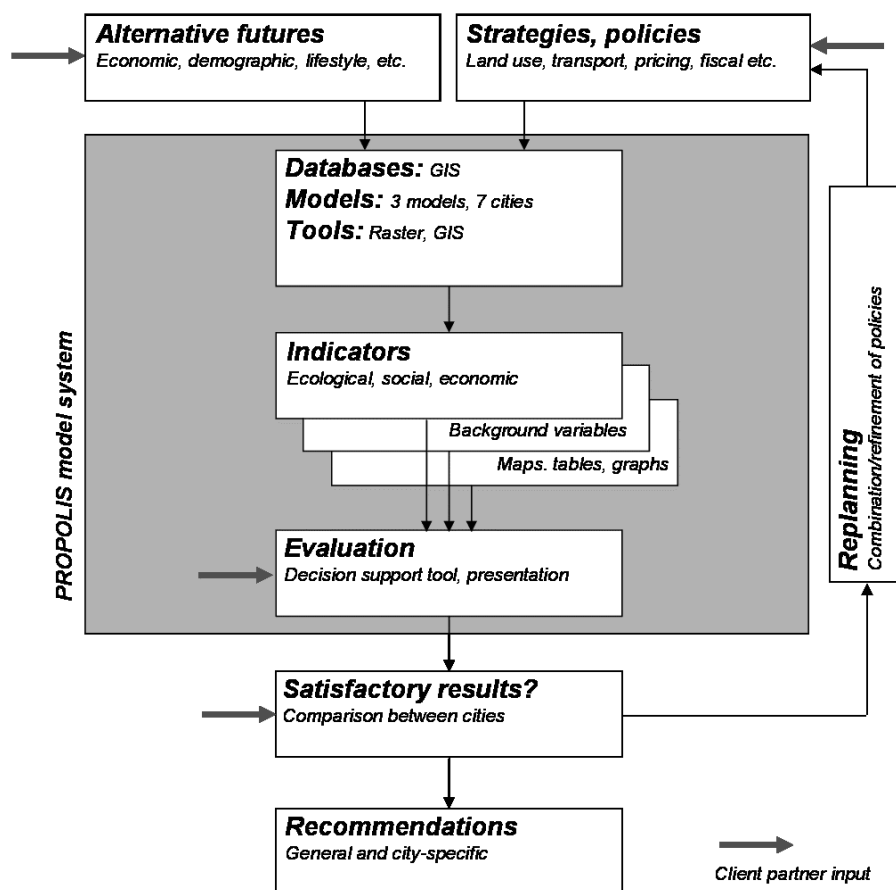 Alternative futures
Economic, demographic, lifestyle, etc.
Strategies, policies
Land use, transport, pricing, fiscal etc.
Databases: GIS
Models: 3 models, 7 cities
Tools: Raster, GIS
PROPOLIS model system
Indicators
Ecological, social, economic
Background variables
Maps. tables, graphs
Replanning
Combination/refinement of policies
Evaluation
Decision support tool, presentation
Satisfactory results?
Comparison between cities
Recommendations
General and city-specific
Client partner input